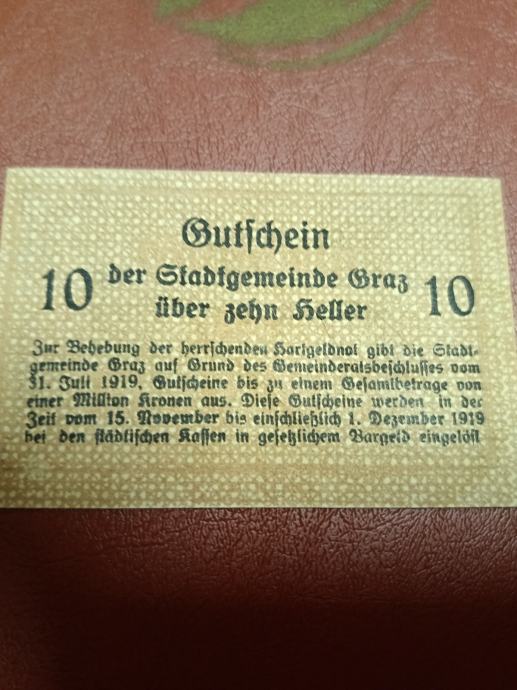 Gutschein
10 der Stadtgemeinde Graz 10
über zehn Heller
Zur Behebung der herrschenden Hartgeldnot gibt die Stadt-
gemeinde Graz auf Grund des Gemeinderatsbeschlusses vom
31. Juli 1919, Gutscheine bis zu einem Gesamtbetrage von
einer Million Kronen aus. Diese Gutscheine werden in der
Zeit vom 15. November bis einschließlich 1. Dezember 1919
bei den städtischen Kassen in gesetzlichem Bargeld eingelöst